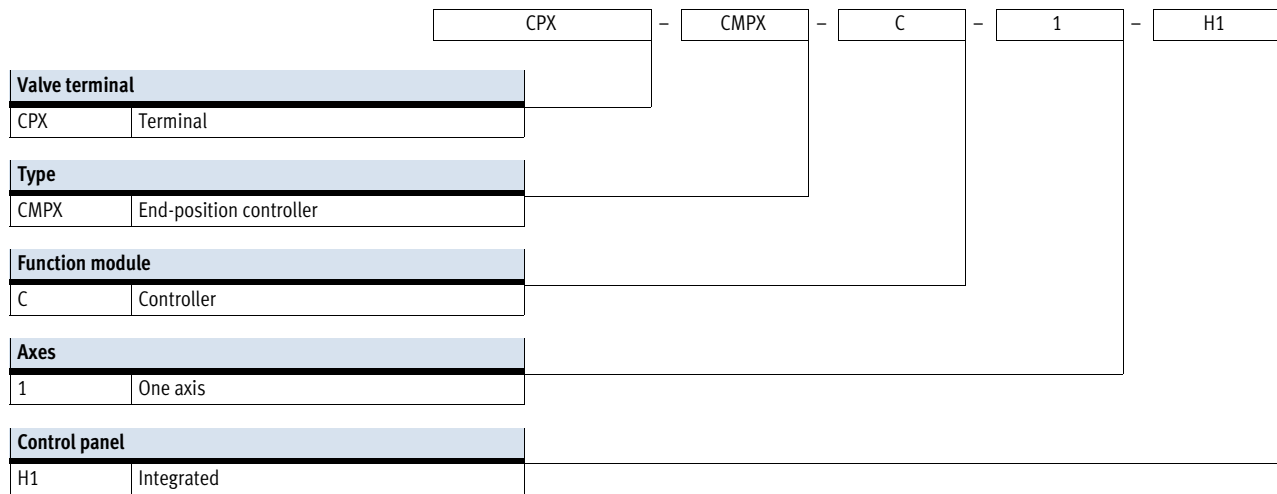 CPX – CMPX – C – 1 – H1
Valve terminal
CPX Terminal
Type
CMPX End-position controller
Function module
C Controller
Axes
1 One axis
Control panel
H1 Integrated